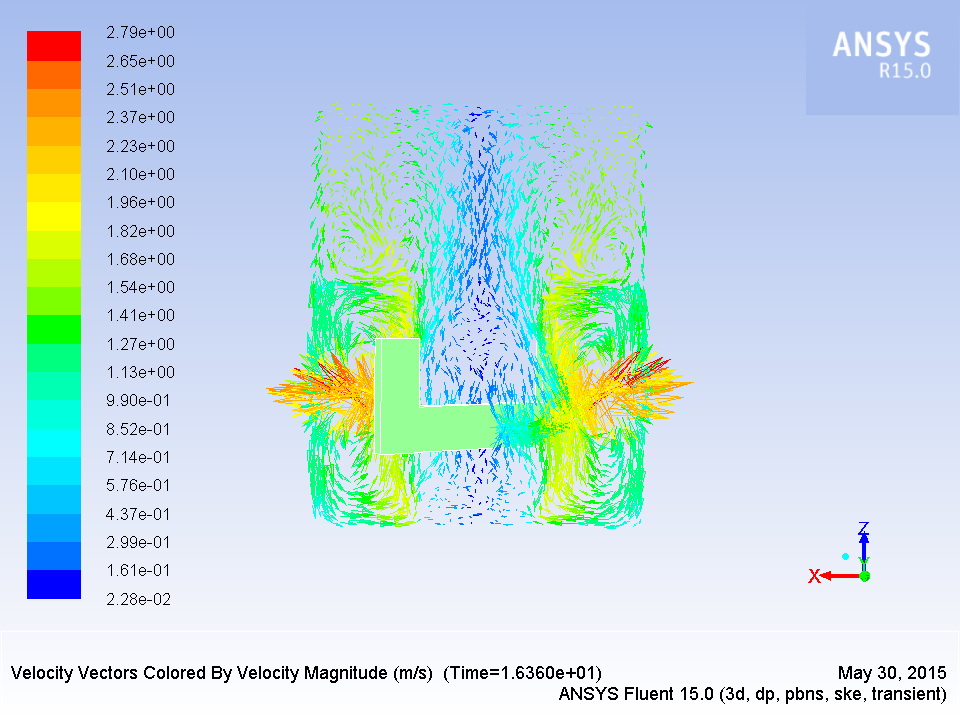 ANSYS
R15.0
2.79e+00
2.65e+00
2.51e+00
2.37e+00
2.23e+00
2.10e+00
1.96e+00
1.82e+00
1.68e+00
1.54e+00
1.41e+00
1.27e+00
1.13e+00
9.90e-01
8.52e-01
7.14e-01
5.76e-01
4.37e-01
2.99e-01
1.61e-01
2.28e-02
Z
Y
X
Velocity Vectors Colored By Velocity Magnitude (m/s) (Time=1.6360e+01)
May 30, 2015
ANSYS Fluent 15.0 (3d, dp, pbns, ske, transient)